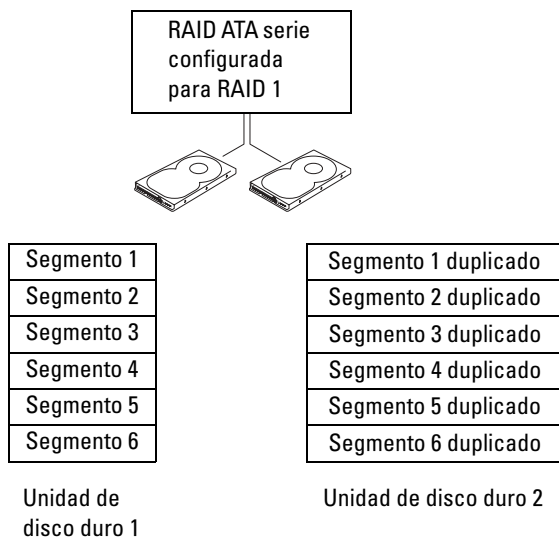 RAID ATA serie
configurada
para RAID 1
Segmento 1
Segmento 2
Segmento 3
Segmento 4
Segmento 5
Segmento 6
Unidad de
disco duro 1
Segmento 1 duplicado
Segmento 2 duplicado
Segmento 3 duplicado
Segmento 4 duplicado
Segmento 5 duplicado
Segmento 6 duplicado
Unidad de disco duro 2